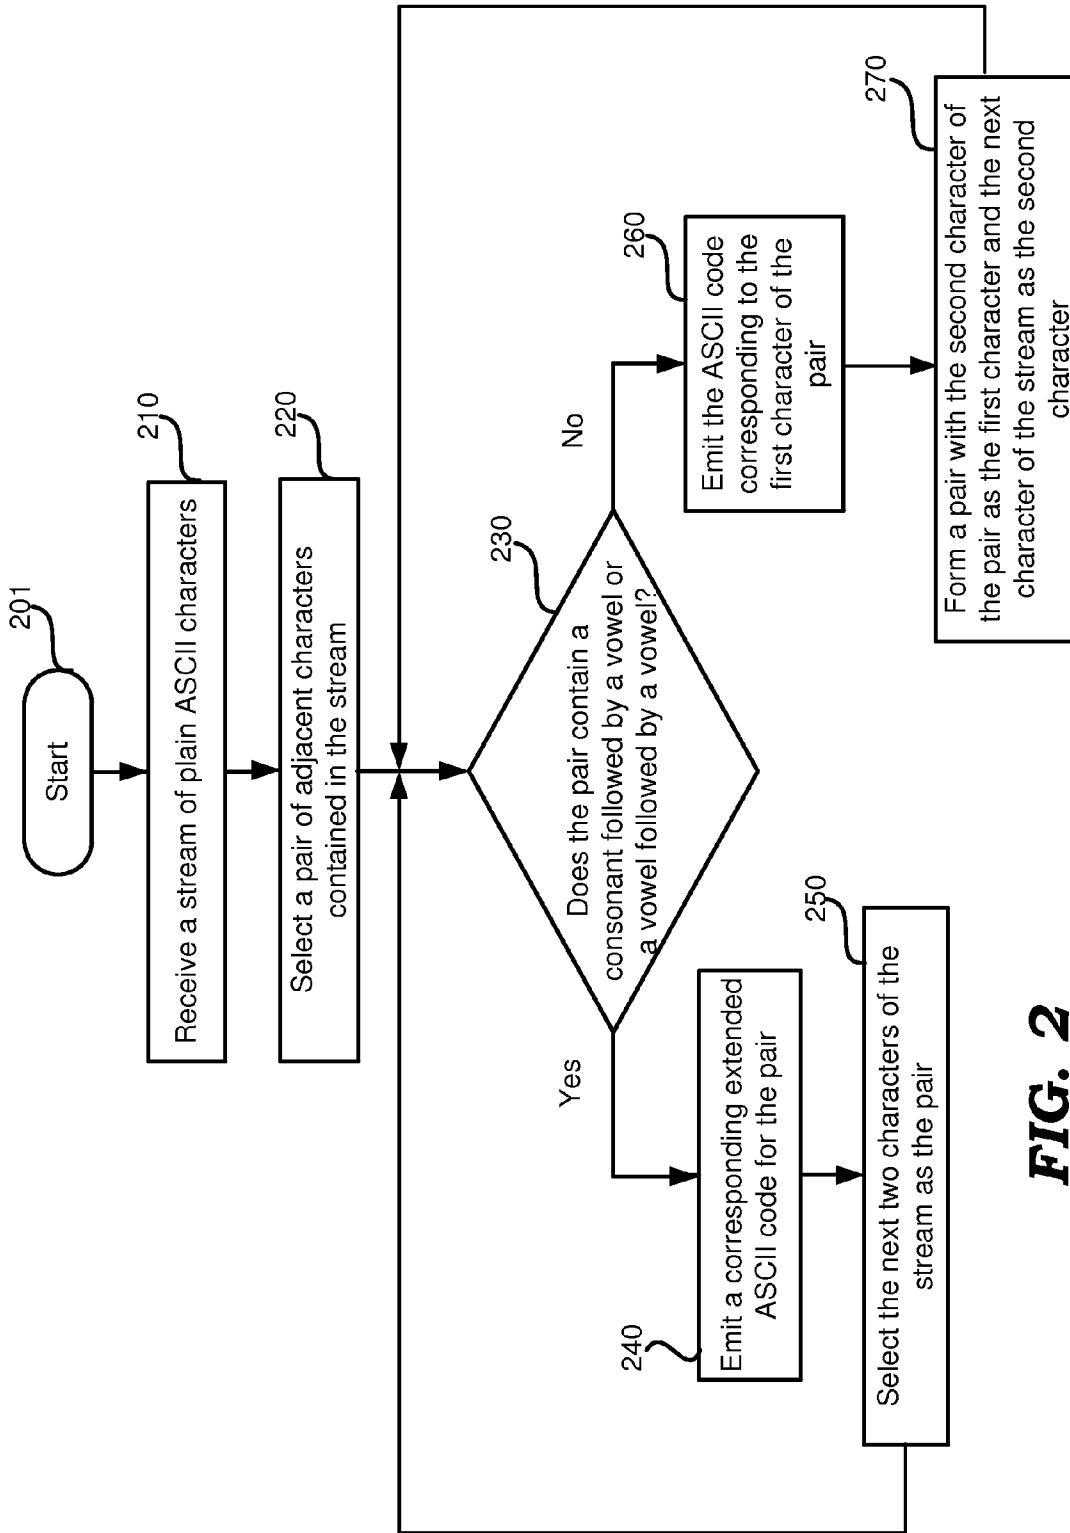 201
Start
210
Receive a stream of plain ASCII characters
220
Select a pair of adjacent characters
contained in the stream
230
Does the pair contain a
consonant followed by a vowel or
a vowel followed by a vowel?
Yes
No
240
Emit a corresponding extended
ASCII code for the pair
250
Select the next two characters of the
stream as the pair
260
Emit the ASCII code
corresponding to the
first character of the
pair
270
Form a pair with the second character of
the pair as the first character and the next
character of the stream as the second
character
FIG. 2